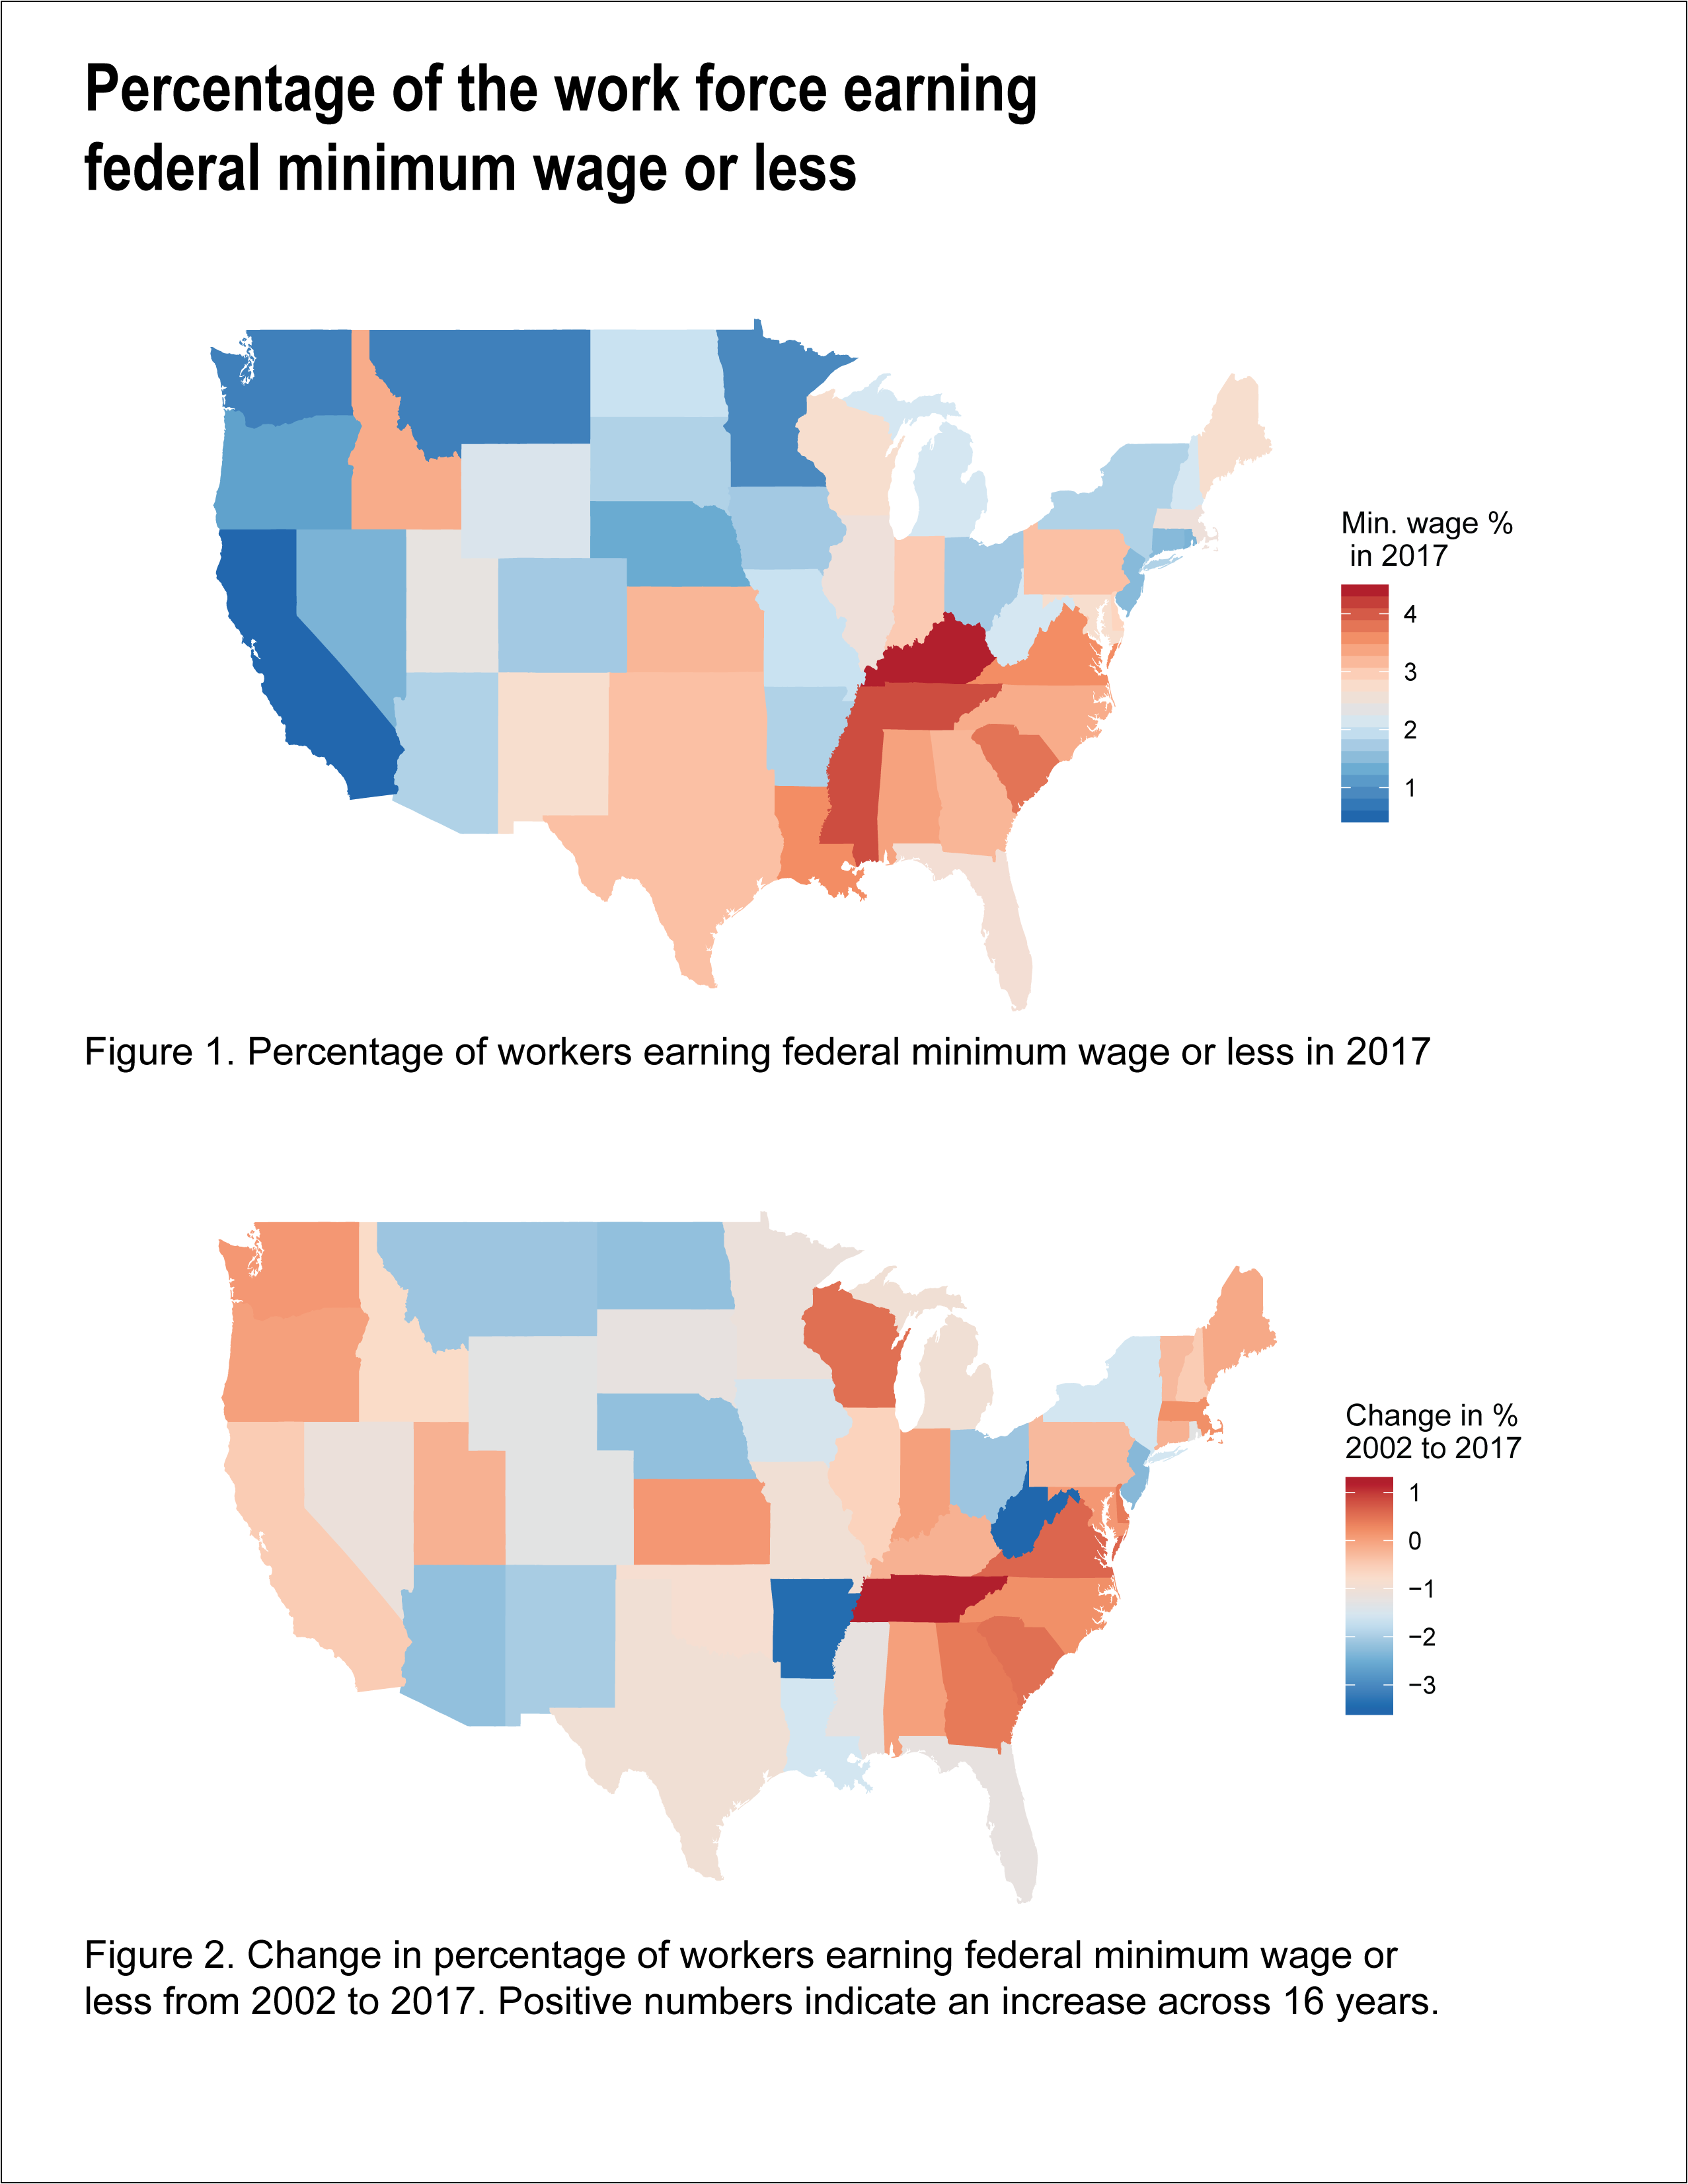 Percentage of the work force earning
federal minimum wage or less
Min. wage %
in 2017
4
3
2
1
Figure 1. Percentage of workers earning federal minimum wage or less in 2017
Change in %
2002 to 2017
1
0
−1
−2
−3
Figure 2. Change in percentage of workers earning federal minimum wage or
less from 2002 to 2017. Positive numbers indicate an increase across 16 years.